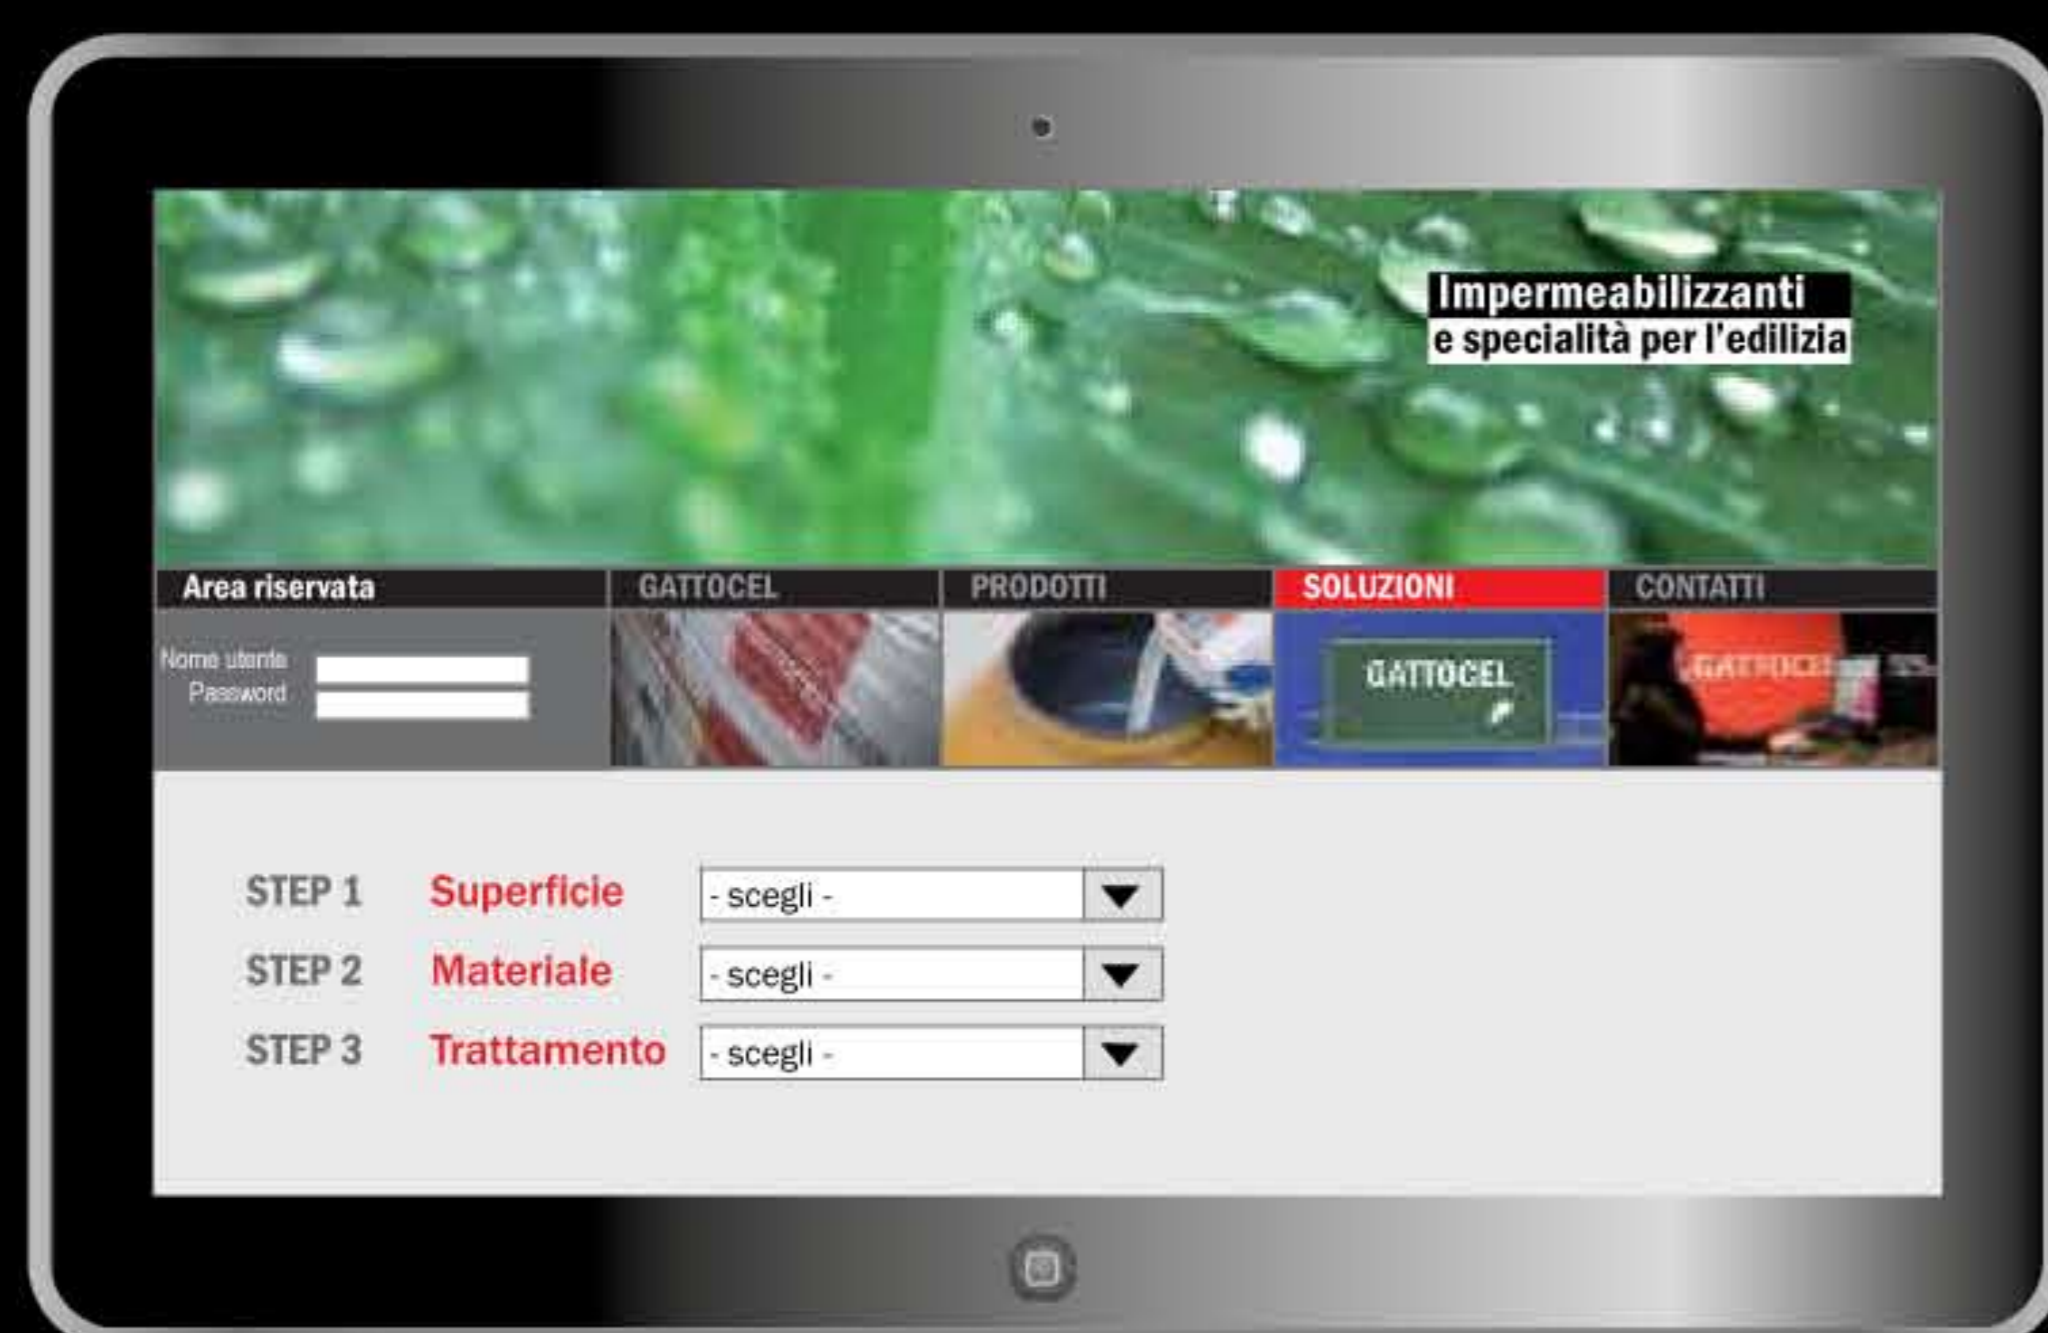 Impermeabilizzanti
e specialità per l'edilizia
Area riservata
GATTOCEL
PRODOTTI
SOLUZIONI
CONTATTI
Nome utente
Password
GATTOCEL
GATTOCEL
STEP 1 Superficie - scegli -
STEP 2 Materiale - scegli -
STEP 3 Trattamento - scegli -